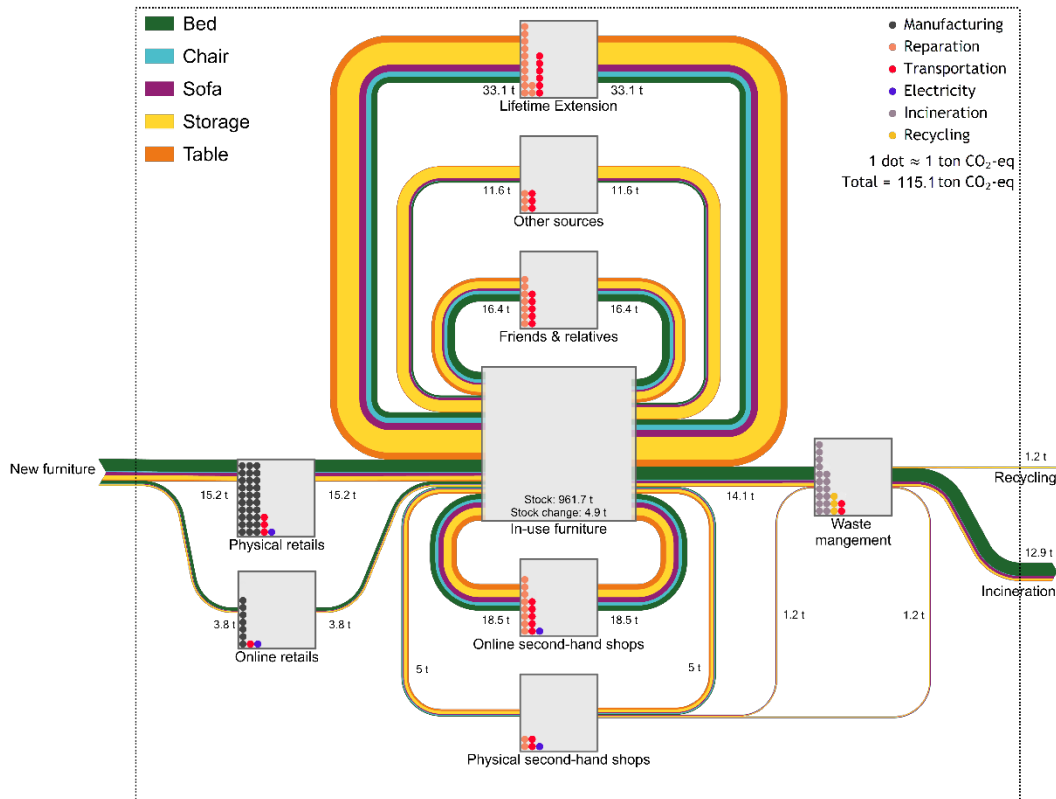 Bed
Chair
Sofa
Storage
Table
Manufacturing
Reparation
Transportation
Electricity
Incineration
Recycling
1 dot ≈ 1 ton CO₂-eq
Total = 115.1 ton CO₂-eq
33.1 t
33.1 t
Lifetime Extension
11.6 t
11.6 t
Other sources
16.4 t
16.4 t
Friends & relatives
New furniture
15.2 t
15.2 t
Physical retails
3.8 t
3.8 t
Online retails
Stock: 961.7 t
Stock change: 4.9 t
In-use furniture
14.1 t
Waste
mangement
1.2 t
Recycling
12.9 t
Incineration
18.5 t
18.5 t
Online second-hand shops
1.2 t
1.2 t
5 t
5 t
Physical second-hand shops